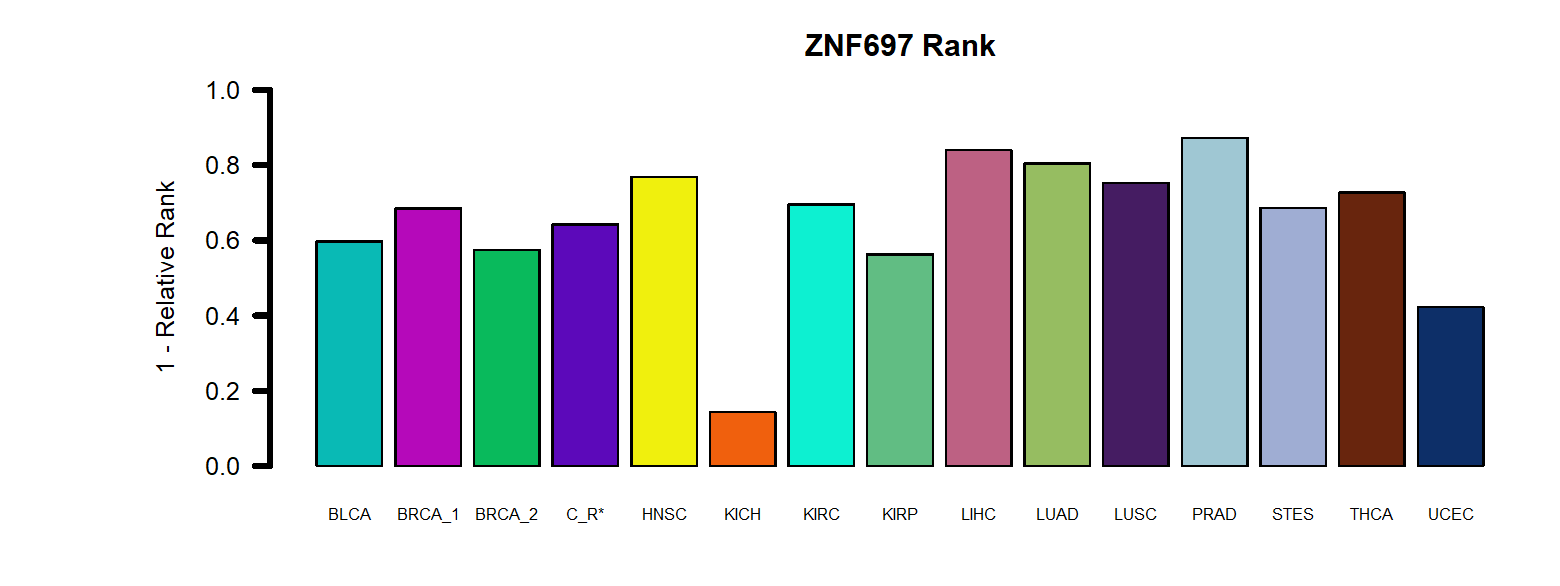 ZNF697 Rank
1 - Relative Rank
1.0
0.8
0.6
0.4
0.2
0.0
BLCA BRCA_1 BRCA_2 C_R* HNSC KICH KIRC KIRP LIHC LUAD LUSC PRAD STES THCA UCEC